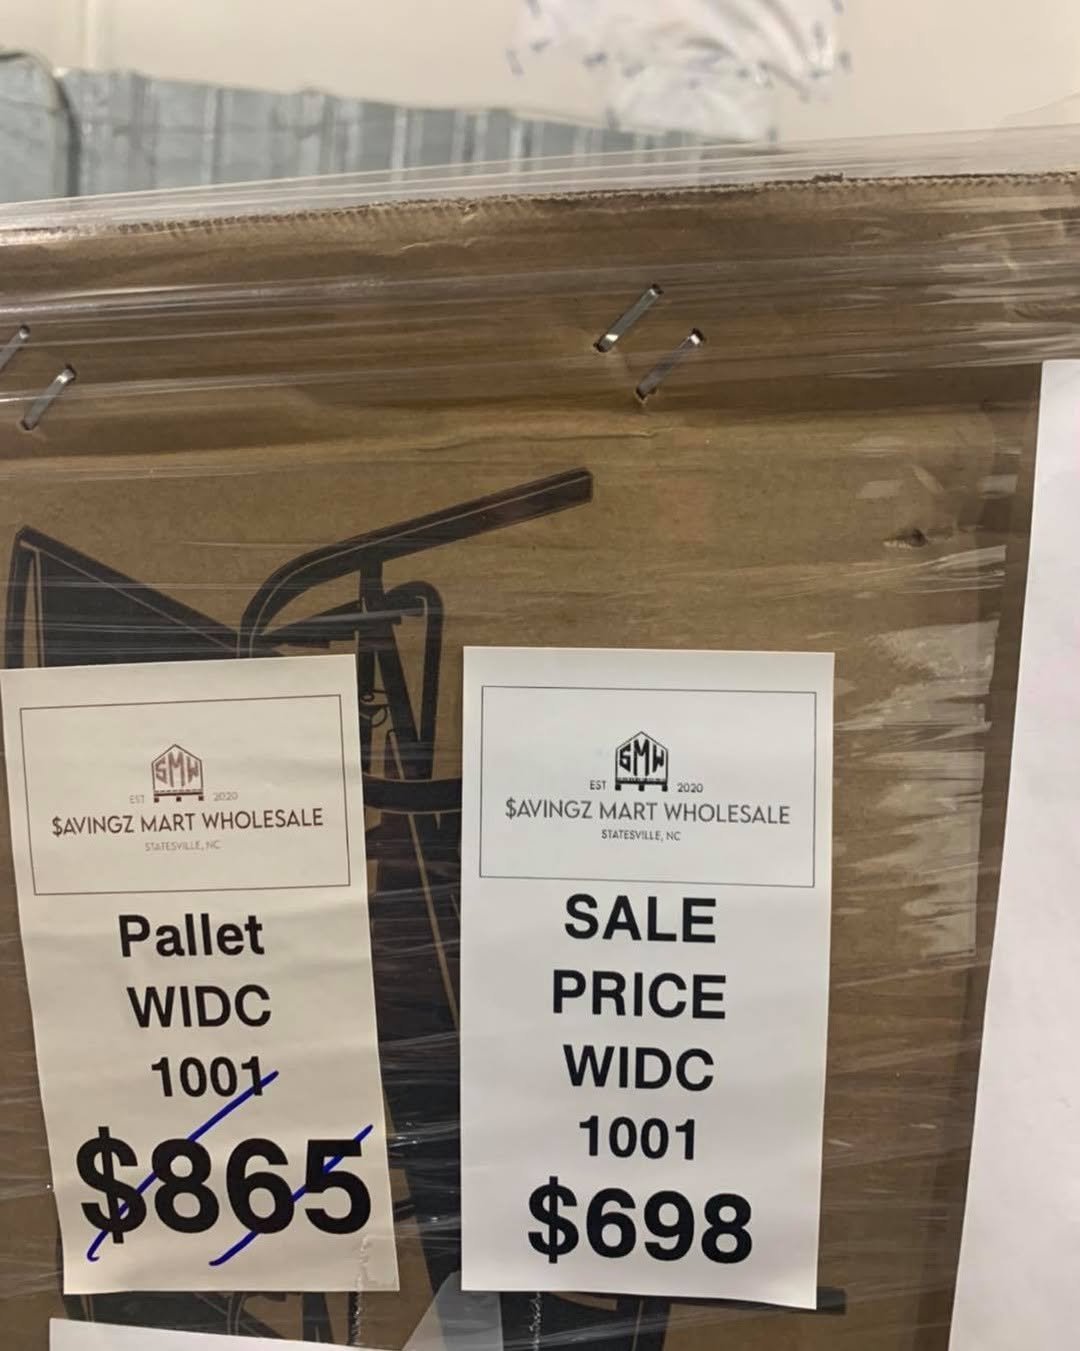 SMW
EST 2020
$AVINGZ MART WHOLESALE
STATESVILLE, NC
Pallet
WIDC
1001
$865
SMW
EST 2020
$AVINGZ MART WHOLESALE
STATESVILLE, NC
SALE
PRICE
WIDC
1001
$698